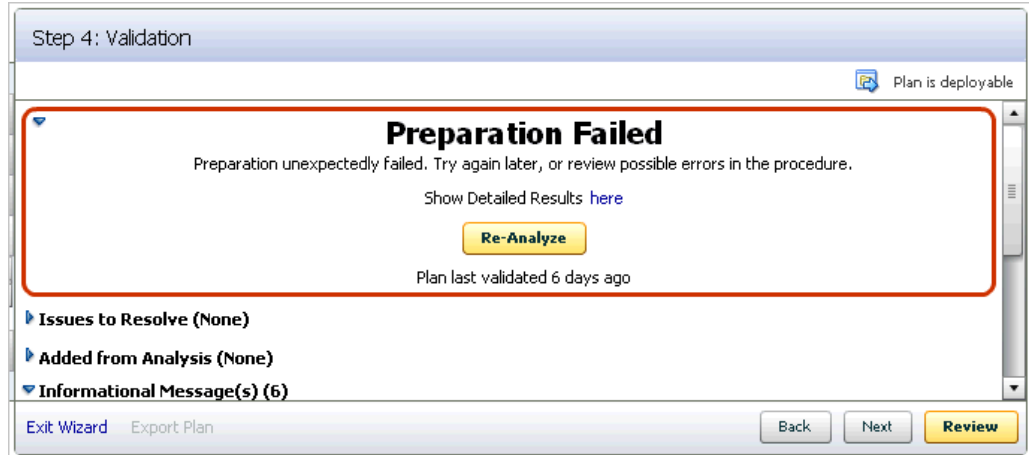 Step 4: Validation
Plan is deployable
Preparation Failed
Preparation unexpectedly failed. Try again later, or review possible errors in the procedure.
Show Detailed Results here
Re-Analyze
Plan last validated 6 days ago
Issues to Resolve (None)
Added from Analysis (None)
Informational Message(s) (6)
Exit Wizard Export Plan Back Next Review